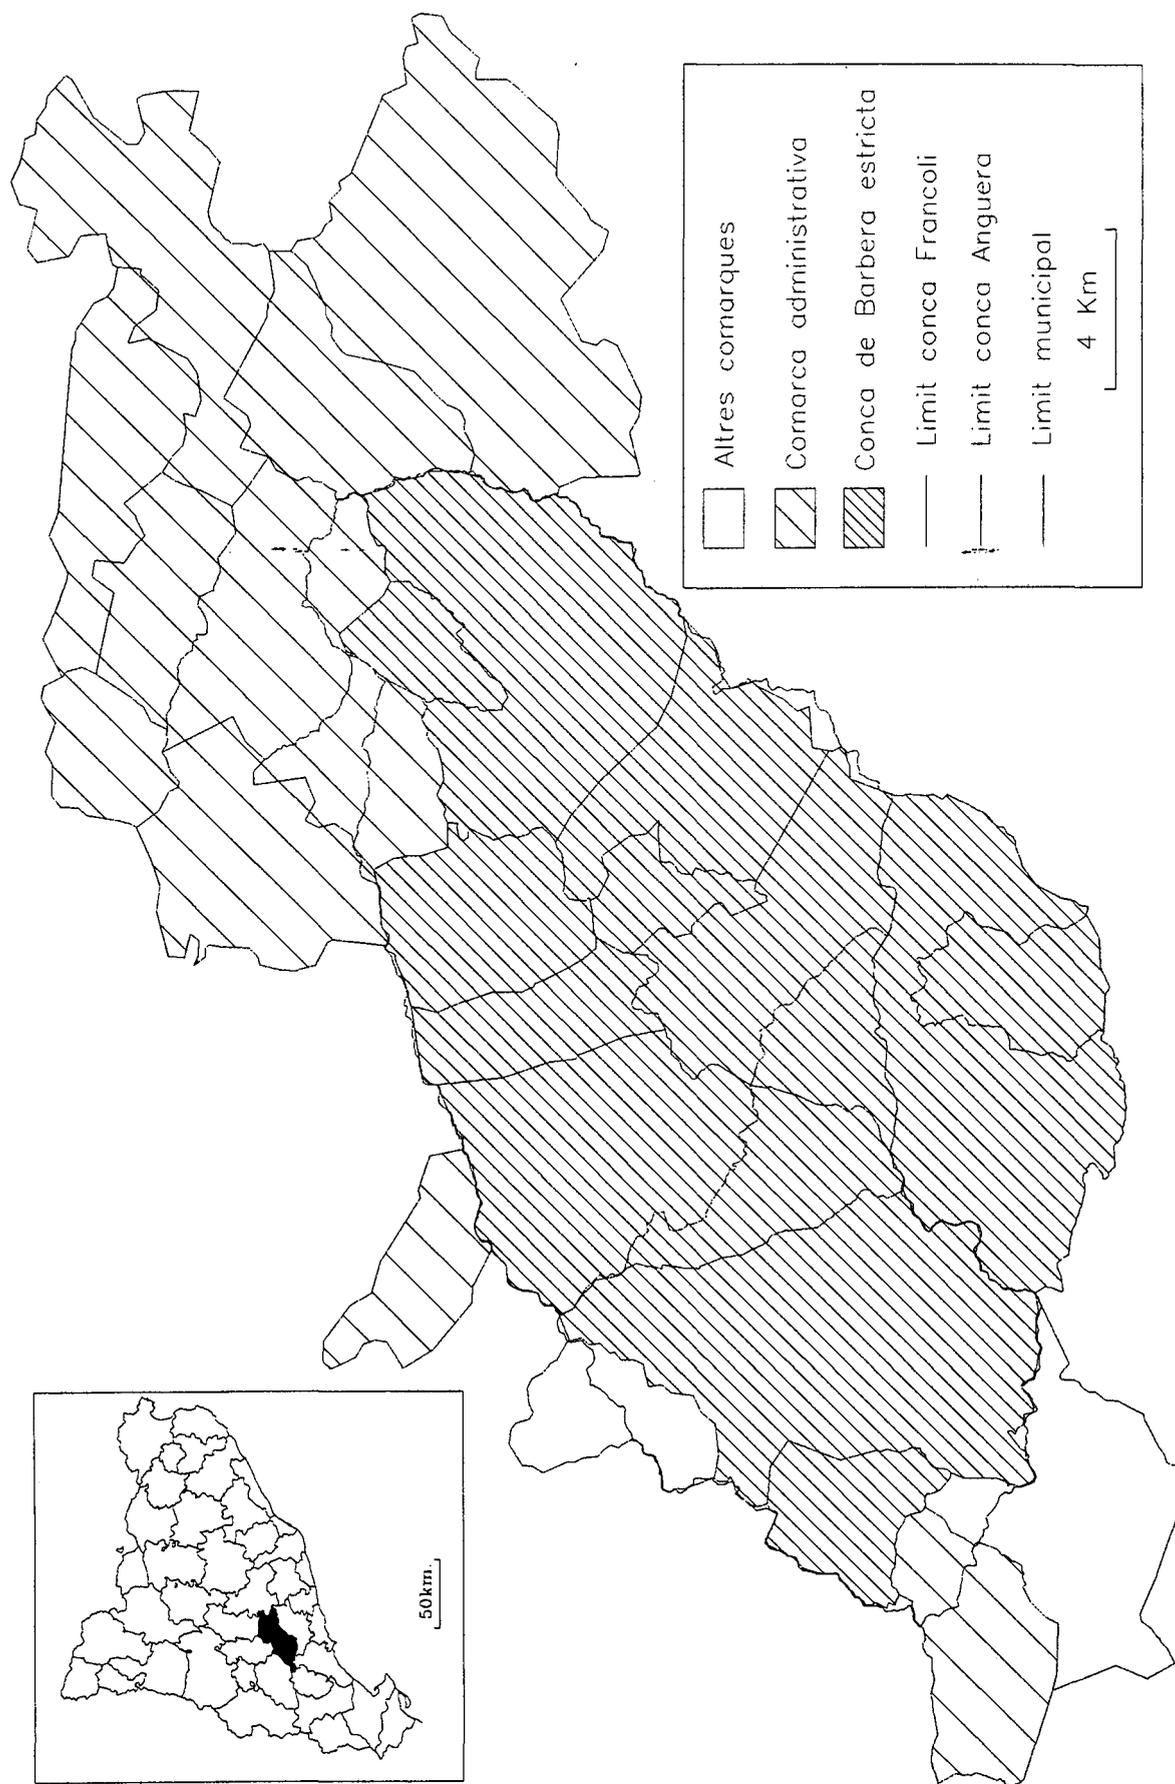 Altres comarques
Comarca administrativa
Conca de Barbera estricta
Limit conca Francoli
Limit conca Anguera
Limit municipal
4 Km
50km.